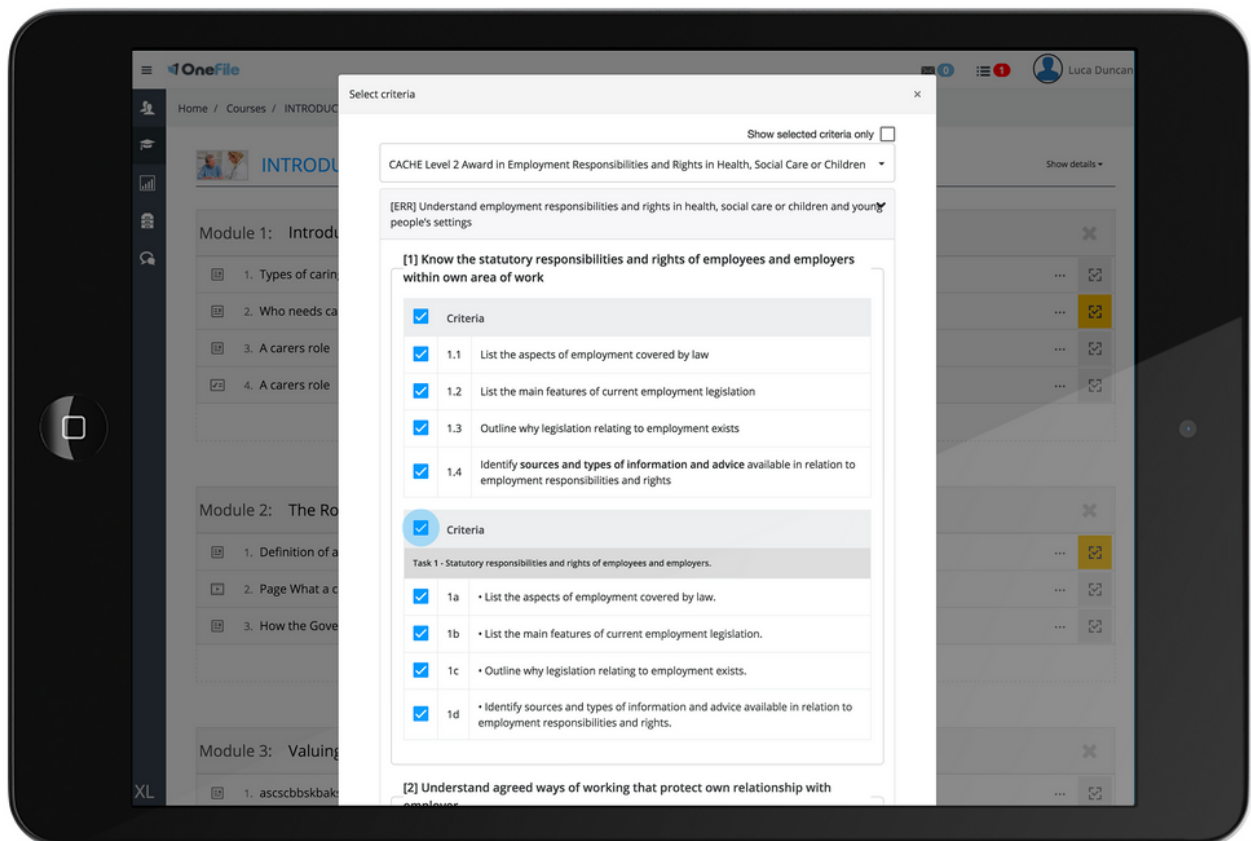 OneFile
0
1
Luca Duncan
Home / Courses / INTRODUC
INTRODU
Show details
Module 1: Introdu
1. Types of caring
2. Who needs ca
3. A carers role
4. A carers role
Module 2: The Ro
1. Definition of a
2. Page What a c
3. How the Gove
Module 3: Valuing
1. ascscbbskbaks
XL
Select criteria
×
Show selected criteria only
CACHE Level 2 Award in Employment Responsibilities and Rights in Health, Social Care or Children
[ERR] Understand employment responsibilities and rights in health, social care or children and young
people's settings
[1] Know the statutory responsibilities and rights of employees and employers
within own area of work
Criteria
1.1 List the aspects of employment covered by law
1.2 List the main features of current employment legislation
1.3 Outline why legislation relating to employment exists
1.4 Identify sources and types of information and advice available in relation to
employment responsibilities and rights
Criteria
Task 1 - Statutory responsibilities and rights of employees and employers.
1a • List the aspects of employment covered by law.
1b • List the main features of current employment legislation.
1c • Outline why legislation relating to employment exists.
1d • Identify sources and types of information and advice available in relation to
employment responsibilities and rights.
[2] Understand agreed ways of working that protect own relationship with
employer